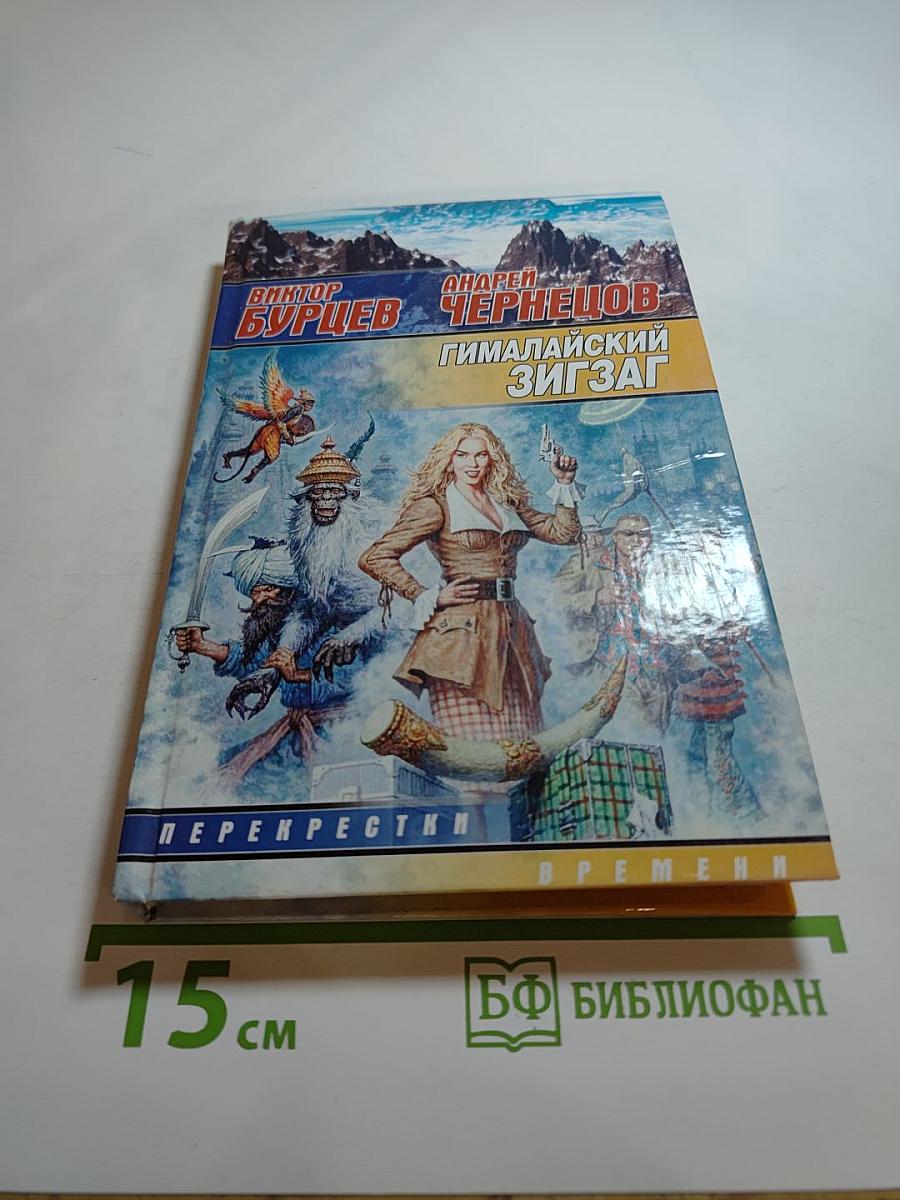 ВИКТОР
БУРЦЕВ
АНДРЕЙ
ЧЕРНЕЦОВ
ГИМАЛАЙСКИЙ
ЗИГЗАГ
ПЕРЕКРЕСТКИ
ВРЕМЕНИ
15 см
БФ БИБЛИОФАН